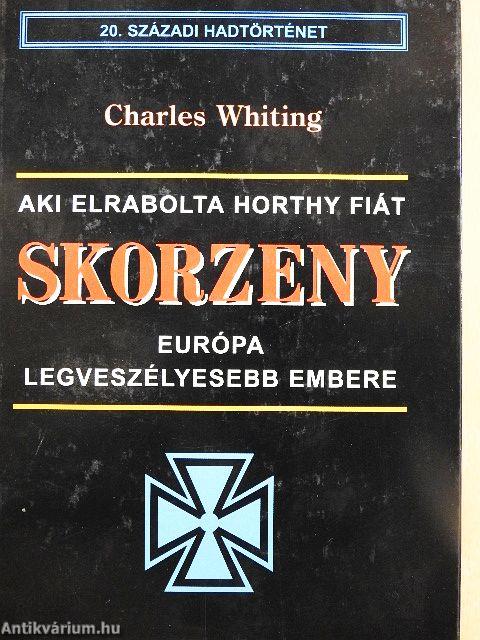 20. SZÁZADI HADTÖRTÉNET
Charles Whiting
AKI ELRABOLTA HORTHY FIÁT
SKORZENY
EURÓPA
LEGVESZÉLYESEBB EMBERE
Antikvárium.hu